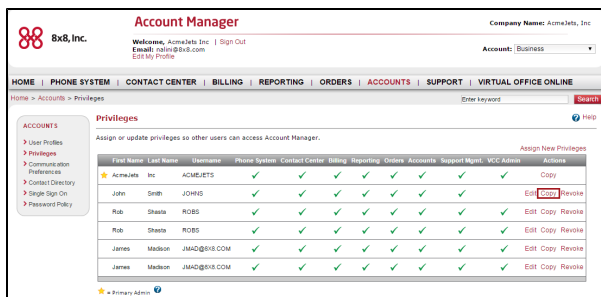 Account Manager
Company Name: AcmeJets, Inc
8x8, Inc.
Welcome, AcmeJets Inc | Sign Out
Email: nalini@8x8.com
Edit My Profile
Account: Business
HOME | PHONE SYSTEM | CONTACT CENTER | BILLING | REPORTING | ORDERS | ACCOUNTS | SUPPORT | VIRTUAL OFFICE ONLINE
Home > Accounts > Privileges
Enter keyword
Search
ACCOUNTS
User Profiles
Privileges
Communication
Preferences
Contact Directory
Single Sign On
Password Policy
Privileges
Help
Assign or update privileges so other users can access Account Manager.
Assign New Privileges
First Name Last Name Username Phone System Contact Center Billing Reporting Orders Accounts Support Mgmt. VCC Admin Actions
AcmeJets Inc ACMEJETS Copy
John Smith JOHNS Edit Copy Revoke
Rob Shasta ROBS Edit Copy Revoke
Rob Shasta ROBS Edit Copy Revoke
James Madison JMAD@8X8.COM Edit Copy Revoke
James Madison JMAD@8X8.COM Edit Copy Revoke
= Primary Admin